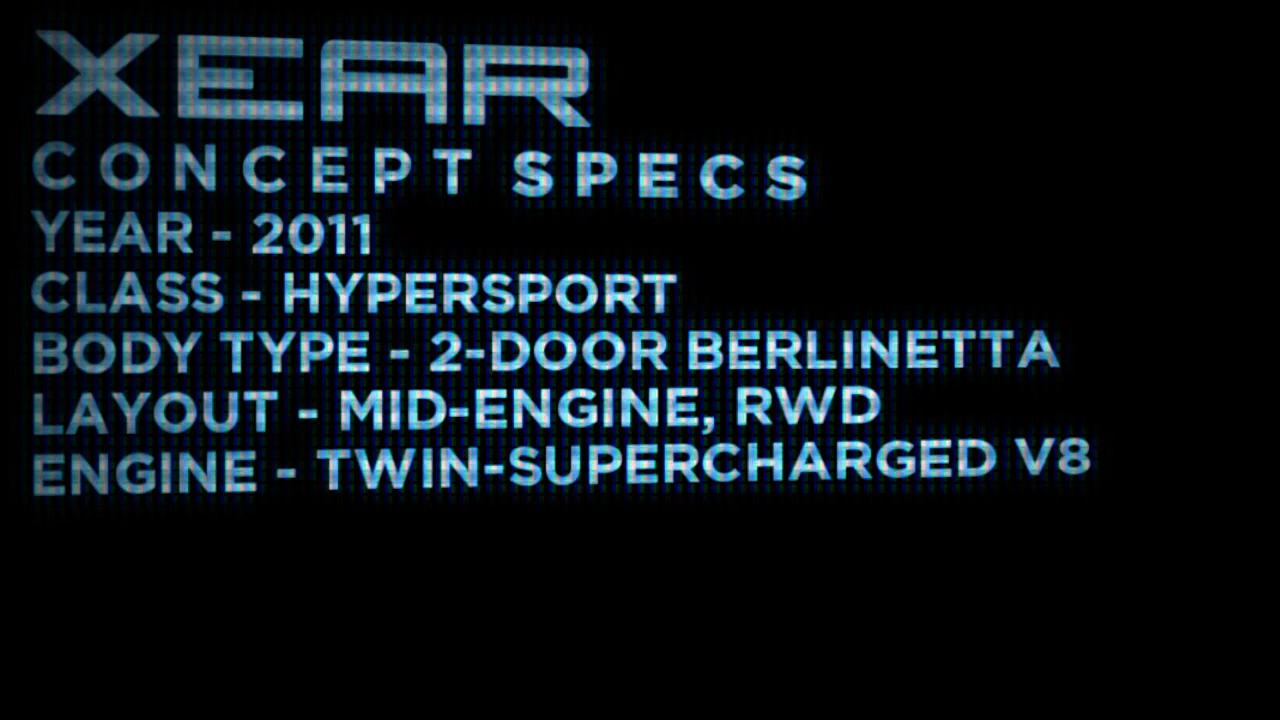 XEAR
CONCEPT SPECS
YEAR - 2011
CLASS - HYPERSPORT
BODY TYPE - 2-DOOR BERLINETTA
LAYOUT - MID-ENGINE, RWD
ENGINE - TWIN-SUPERCHARGED V8